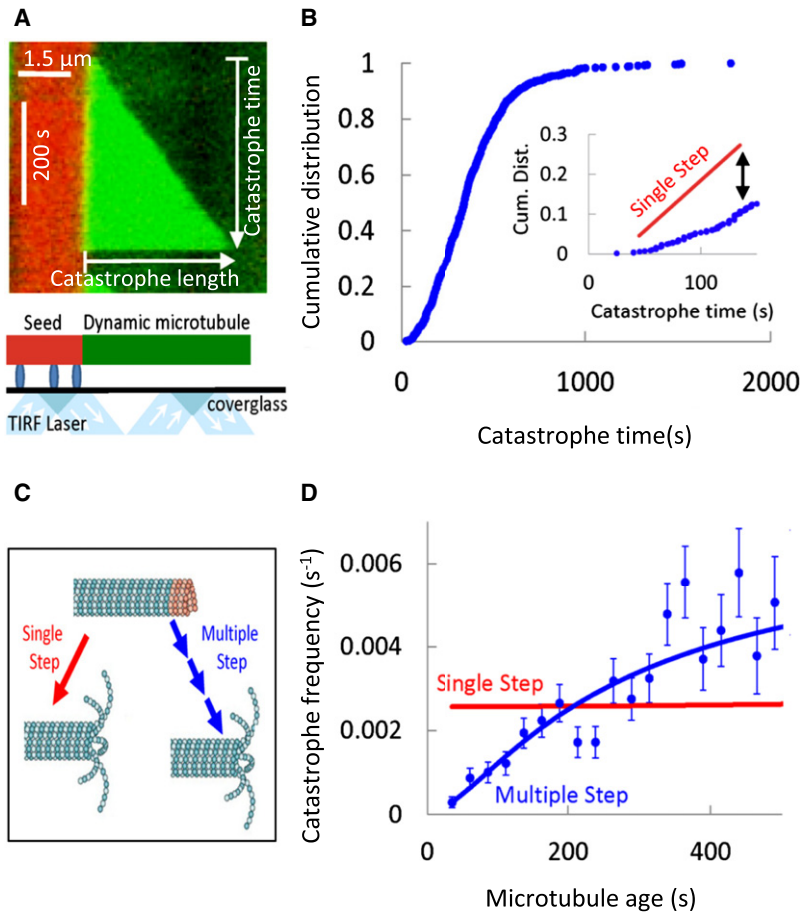 A
1.5 µm
200 s
Catastrophe time
Catastrophe length
Seed
Dynamic microtubule
coverglass
TIRF Laser
B
Cumulative distribution
1
0.8
0.6
0.4
0.2
0
0
1000
2000
Catastrophe time(s)
Cum. Dist.
0.3
0.2
0.1
0
0
100
Single Step
Catastrophe time (s)
C
Single
Step
Multiple
Step
D
Catastrophe frequency (s-1)
0.006
0.004
0.002
0
0
200
400
Single Step
Multiple Step
Microtubule age (s)